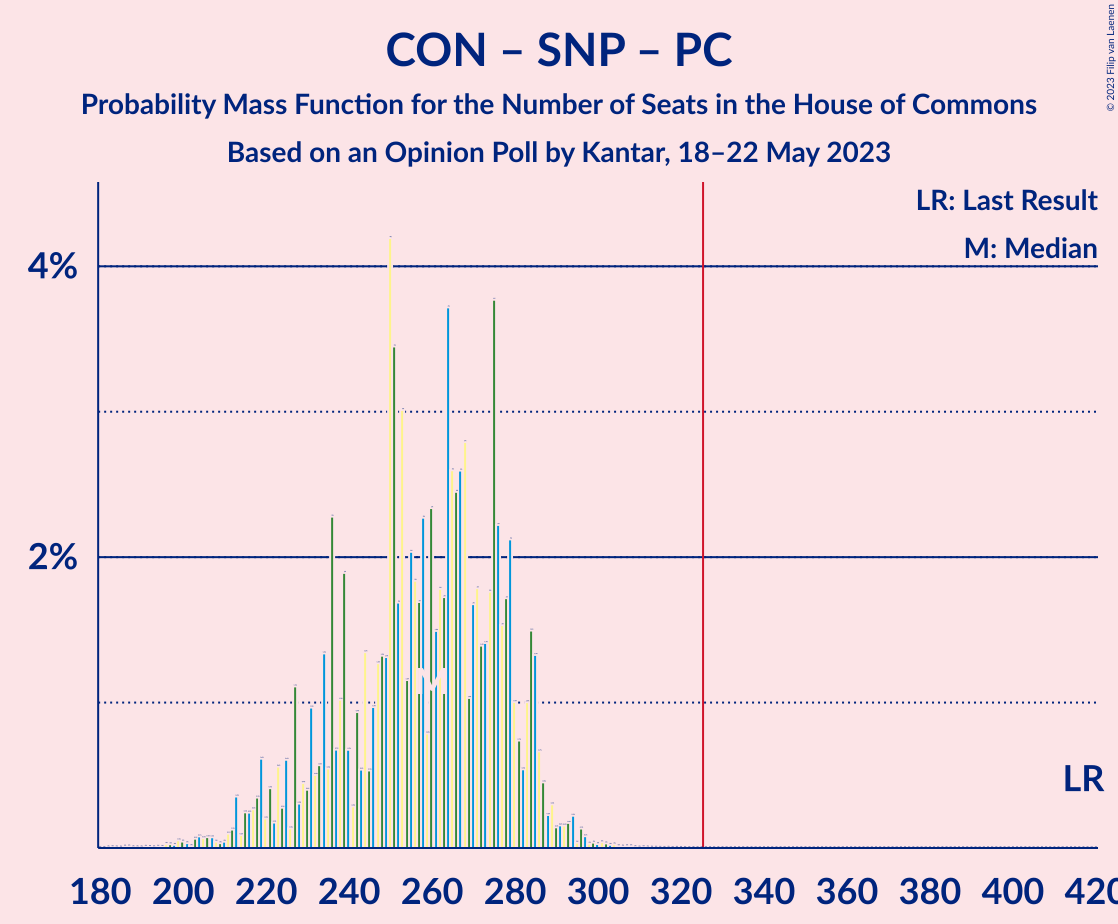 CON – SNP – PC
Probability Mass Function for the Number of Seats in the House of Commons
Based on an Opinion Poll by Kantar, 18–22 May 2023
© 2023 Filip van Laenen
LR: Last Result
M: Median
4%
2%
M
LR
180 200 220 240 260 280 300 320 340 360 380 400 420